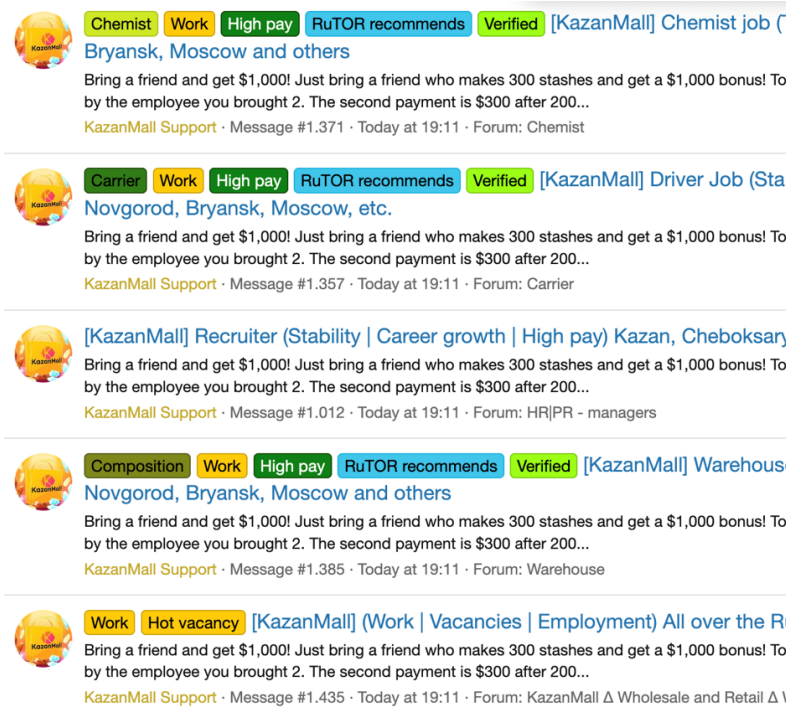 Chemist Work High pay RuTOR recommends Verified [KazanMall] Chemist job (
Bryansk, Moscow and others
Bring a friend and get $1,000! Just bring a friend who makes 300 stashes and get a $1,000 bonus! To
by the employee you brought 2. The second payment is $300 after 200...
KazanMall Support · Message #1.371 · Today at 19:11 · Forum: Chemist
KazanMall
Carrier Work High pay RuTOR recommends Verified [KazanMall] Driver Job (Sta
Novgorod, Bryansk, Moscow, etc.
Bring a friend and get $1,000! Just bring a friend who makes 300 stashes and get a $1,000 bonus! To
by the employee you brought 2. The second payment is $300 after 200...
KazanMall Support · Message #1.357 · Today at 19:11 · Forum: Carrier
KazanMall
[KazanMall] Recruiter (Stability | Career growth | High pay) Kazan, Cheboksary
Bring a friend and get $1,000! Just bring a friend who makes 300 stashes and get a $1,000 bonus! To
by the employee you brought 2. The second payment is $300 after 200...
KazanMall Support · Message #1.012 · Today at 19:11 · Forum: HR|PR - managers
KazanMall
Composition Work High pay RuTOR recommends Verified [KazanMall] Warehouse
Novgorod, Bryansk, Moscow and others
Bring a friend and get $1,000! Just bring a friend who makes 300 stashes and get a $1,000 bonus! To
by the employee you brought 2. The second payment is $300 after 200...
KazanMall Support · Message #1.385 · Today at 19:11 · Forum: Warehouse
KazanMall
Work Hot vacancy [KazanMall] (Work | Vacancies | Employment) All over the R
Bring a friend and get $1,000! Just bring a friend who makes 300 stashes and get a $1,000 bonus! To
by the employee you brought 2. The second payment is $300 after 200...
KazanMall Support · Message #1.435 · Today at 19:11 · Forum: KazanMall Δ Wholesale and Retail Δ
KazanMall